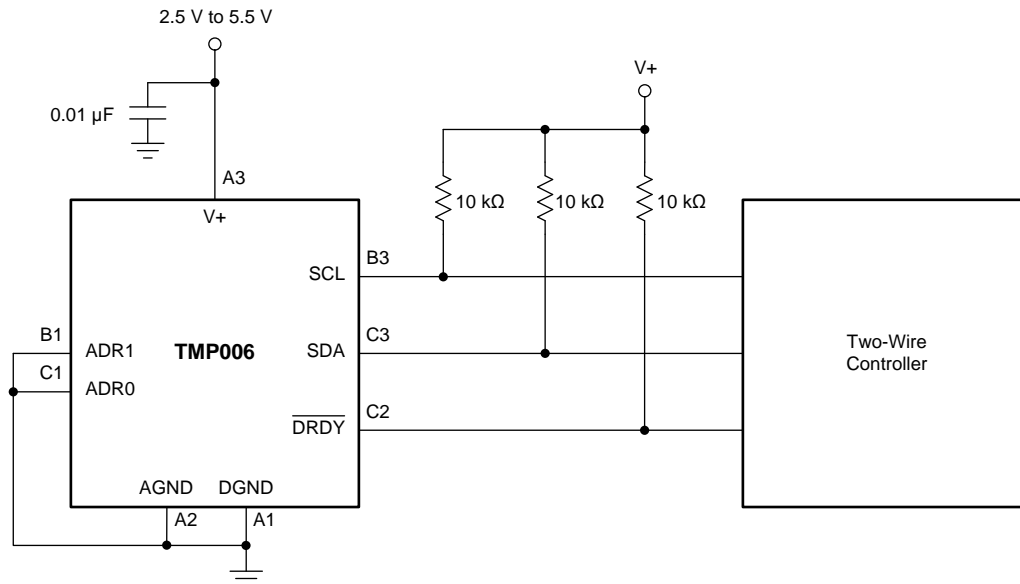 2.5 V to 5.5 V
V+
0.01 µF
A3
10 kΩ
10 kΩ
10 kΩ
V+
B3
SCL
B1
C3
ADR1
TMP006
SDA
Two-Wire
Controller
C1
ADR0
C2
DRDY
AGND
DGND
A2
A1